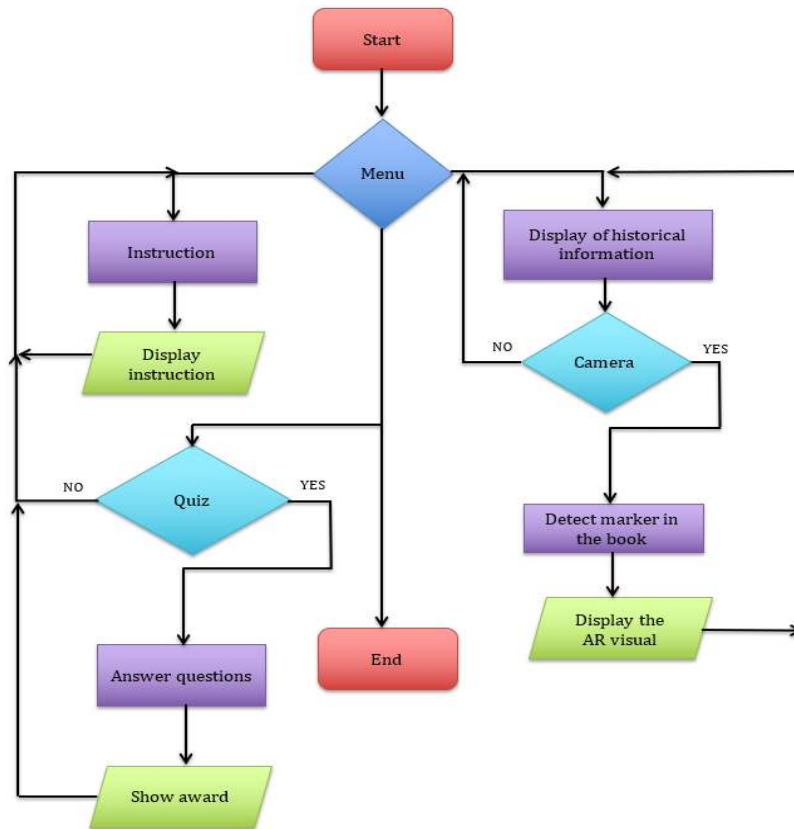 Start
Menu
Instruction
Display of historical
information
Display
instruction
NO
Camera
YES
NO
Quiz
YES
Detect marker in
the book
Display the
AR visual
Answer questions
End
Show award